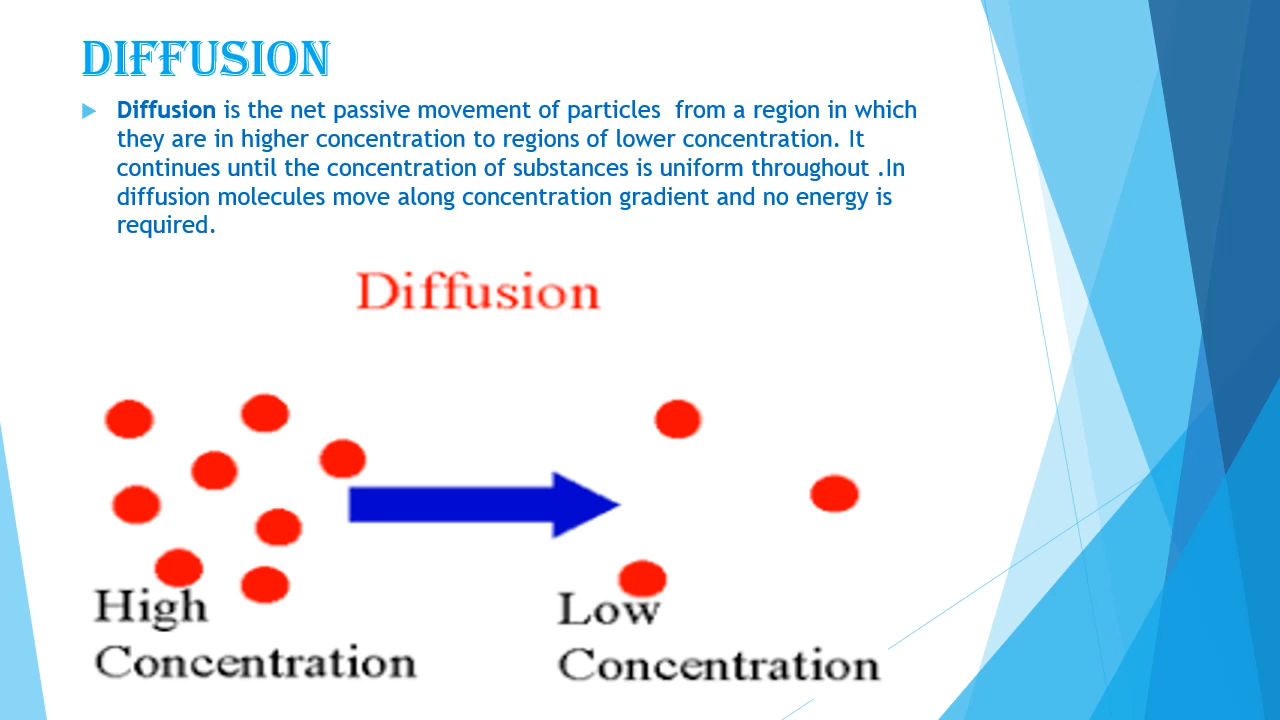 DIFFUSION
Diffusion is the net passive movement of particles  from a region in which
they are in higher concentration to regions of lower concentration. It
continues until the concentration of substances is uniform throughout .In
diffusion molecules move along concentration gradient and no energy is
required.
Diffusion
High
Concentration
Low
Concentration